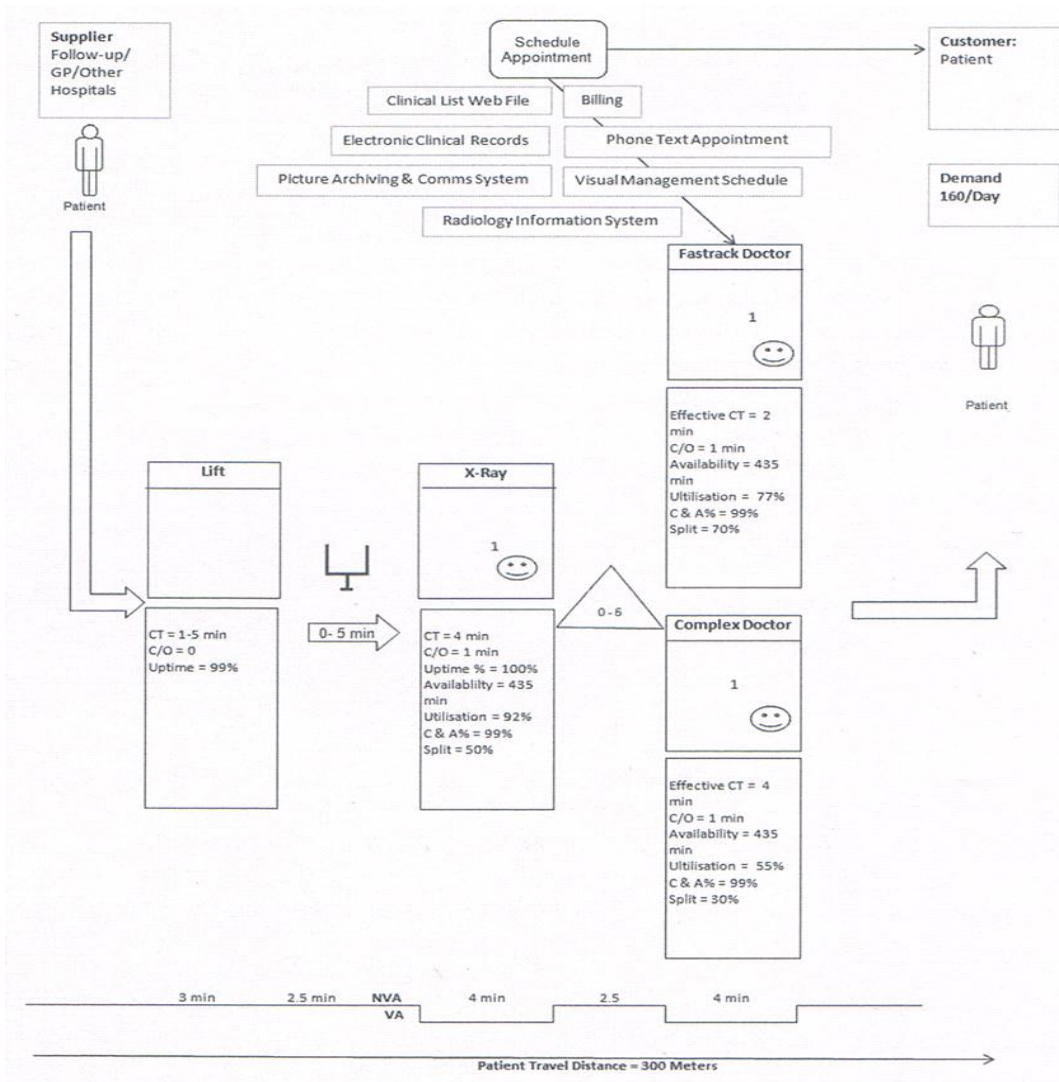 Supplier
Follow-up/
GP/Other
Hospitals
Patient
Schedule
Appointment
Customer:
Patient
Clinical List Web File
Billing
Electronic Clinical Records
Phone Text Appointment
Picture Archiving & Comms System
Visual Management Schedule
Radiology Information System
Demand
160/Day
Patient
Fastrack Doctor
1
Effective CT = 2
min
C/O = 1 min
Availability = 435
min
Ultilisation = 77%
C & A% = 99%
Split = 70%
Lift
CT = 1-5 min
C/O = 0
Uptime = 99%
0- 5 min
X-Ray
1
CT = 4 min
C/O = 1 min
Uptime % = 100%
Availablilty = 435
min
Utilisation = 92%
C & A% = 99%
Split = 50%
0-5
Complex Doctor
1
Effective CT = 4
min
C/O = 1 min
Availability = 435
min
Ultilisation = 55%
C & A% = 99%
Split = 30%
3 min 2.5 min NVA 4 min 2.5 4 min
VA
Patient Travel Distance = 300 Meters